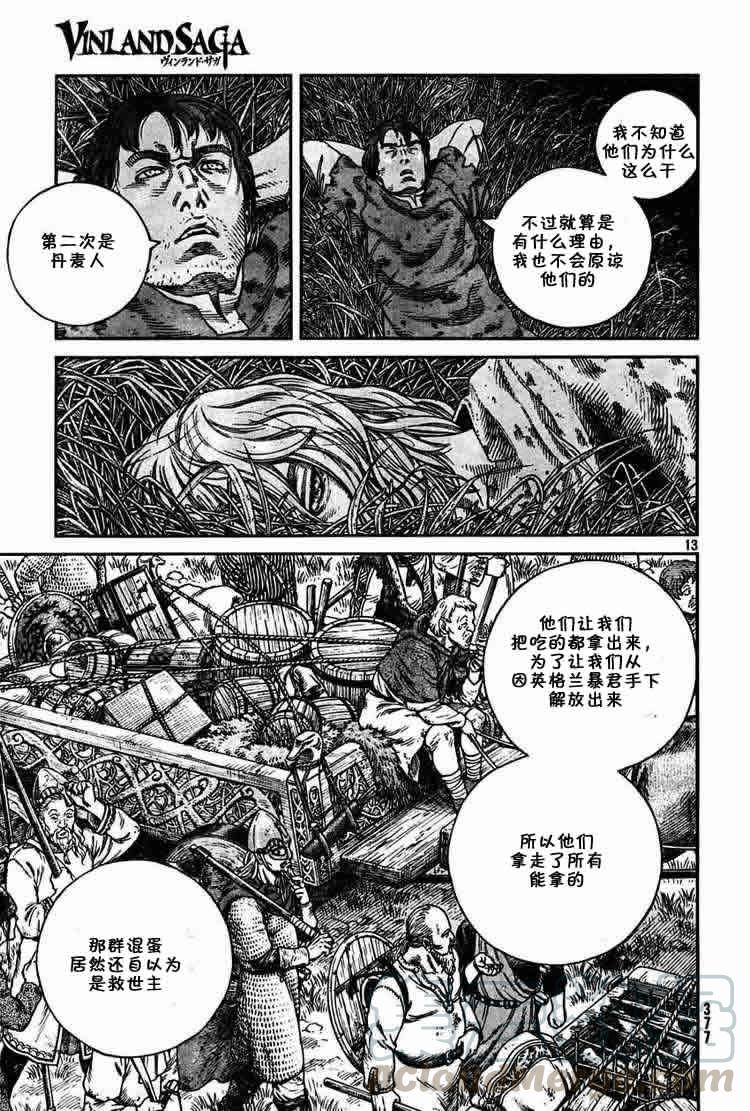 VINLAND SAGA
ヴィンランド・サガ
我不知道
他们为什么
这么干
不过就算是
有什么理由,
我也不会原谅
他们的
第二次是
丹麦人
13
他们让我们
把吃的都拿出来,
为了让我们从
因英格兰暴君手下
解放出来
所以他们
拿走了所有
能拿的
那群混蛋
居然还自以为
是救世主
377